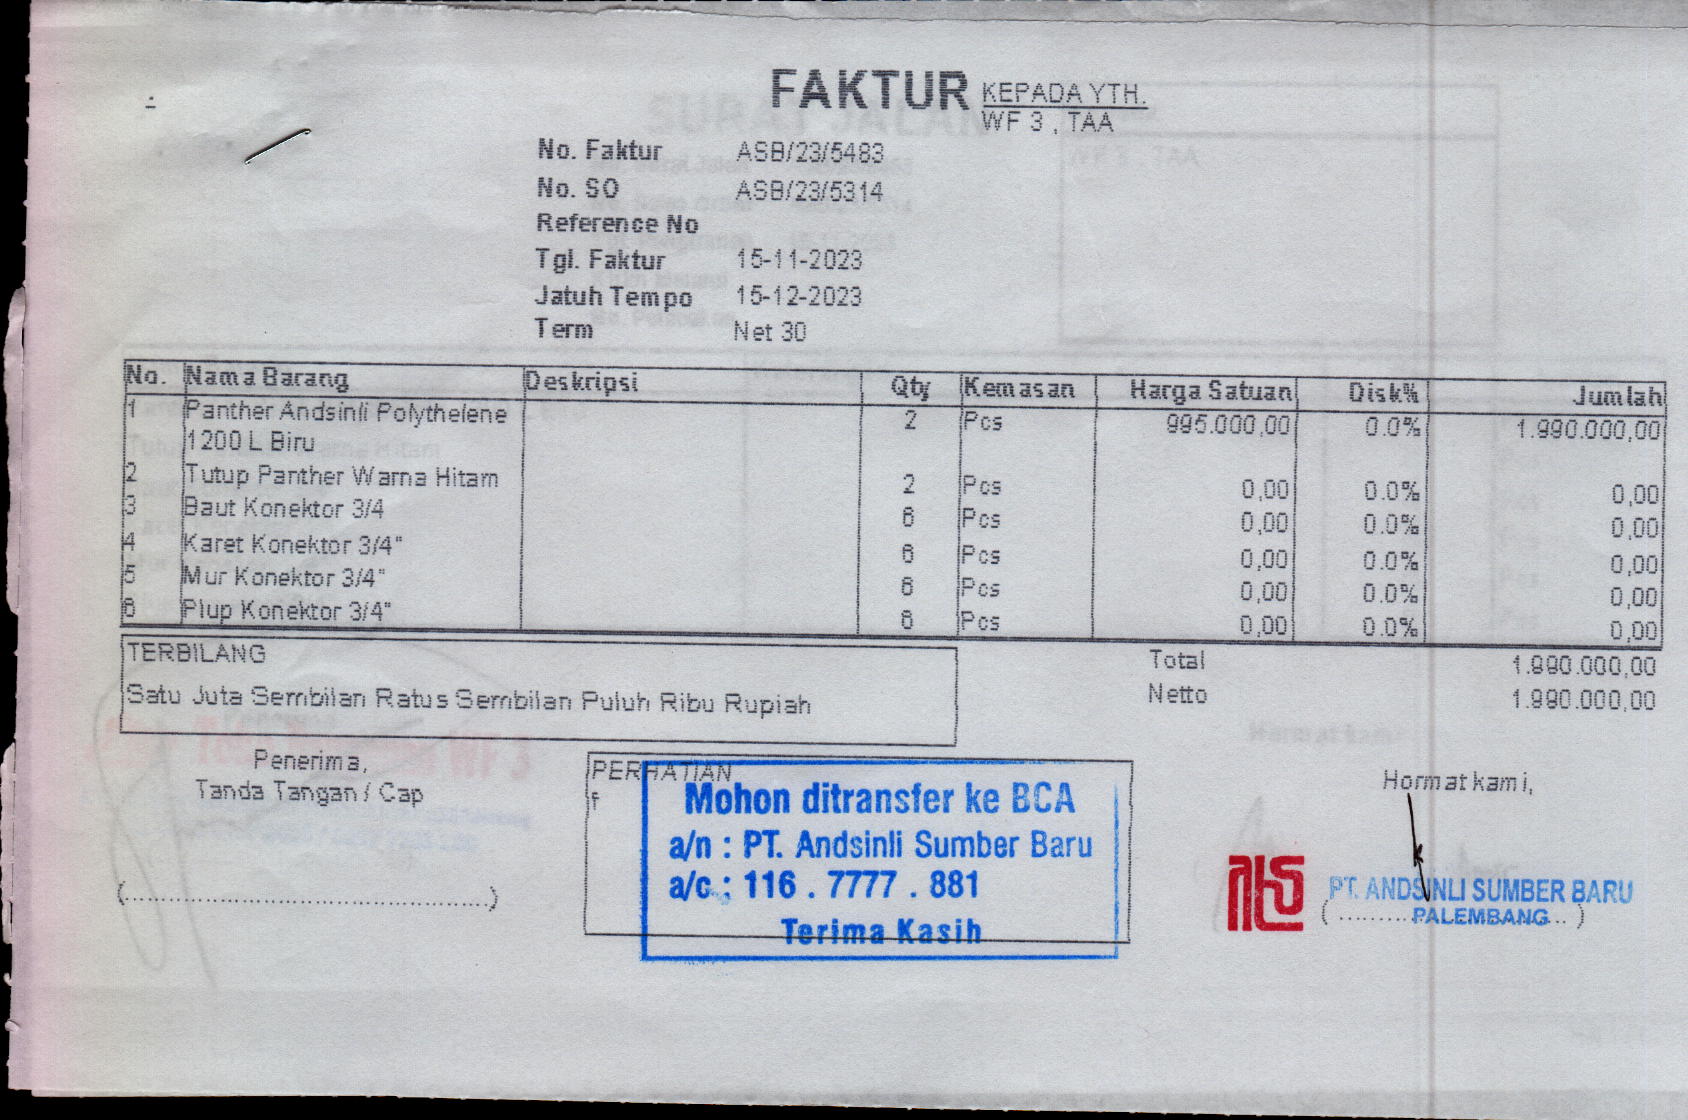 FAKTUR
KEPADA YTH.
WF 3 , TAA
No. Faktur ASB/23/5483
No. SO ASB/23/5314
Reference No
Tgl. Faktur 15-11-2023
Jatuh Tempo 15-12-2023
Term Net 30
No. Nama Barang Deskripsi Qty Kemasan Harga Satuan Disk% Jumlah
1 Panther Andsinli Polythelene 2 Pcs 995.000,00 0.0% 1.990.000,00
1200 L Biru
2 Tutup Panther Warna Hitam 2 Pcs 0,00 0.0% 0,00
3 Baut Konektor 3/4 6 Pcs 0,00 0.0% 0,00
4 Karet Konektor 3/4" 6 Pcs 0,00 0.0% 0,00
5 Mur Konektor 3/4" 6 Pcs 0,00 0.0% 0,00
6 Plup Konektor 3/4" 6 Pcs 0,00 0.0% 0,00
TERBILANG
Satu Juta Sembilan Ratus Sembilan Puluh Ribu Rupiah
Total 1.990.000,00
Netto 1.990.000,00
Penerima,
Tanda Tangan / Cap
(................................................)
PERHATIAN
f
Mohon ditransfer ke BCA
a/n : PT. Andsinli Sumber Baru
a/c : 116 . 7777 . 881
Terima Kasih
Hormat kami,
PT. ANDSINLI SUMBER BARU
PALEMBANG